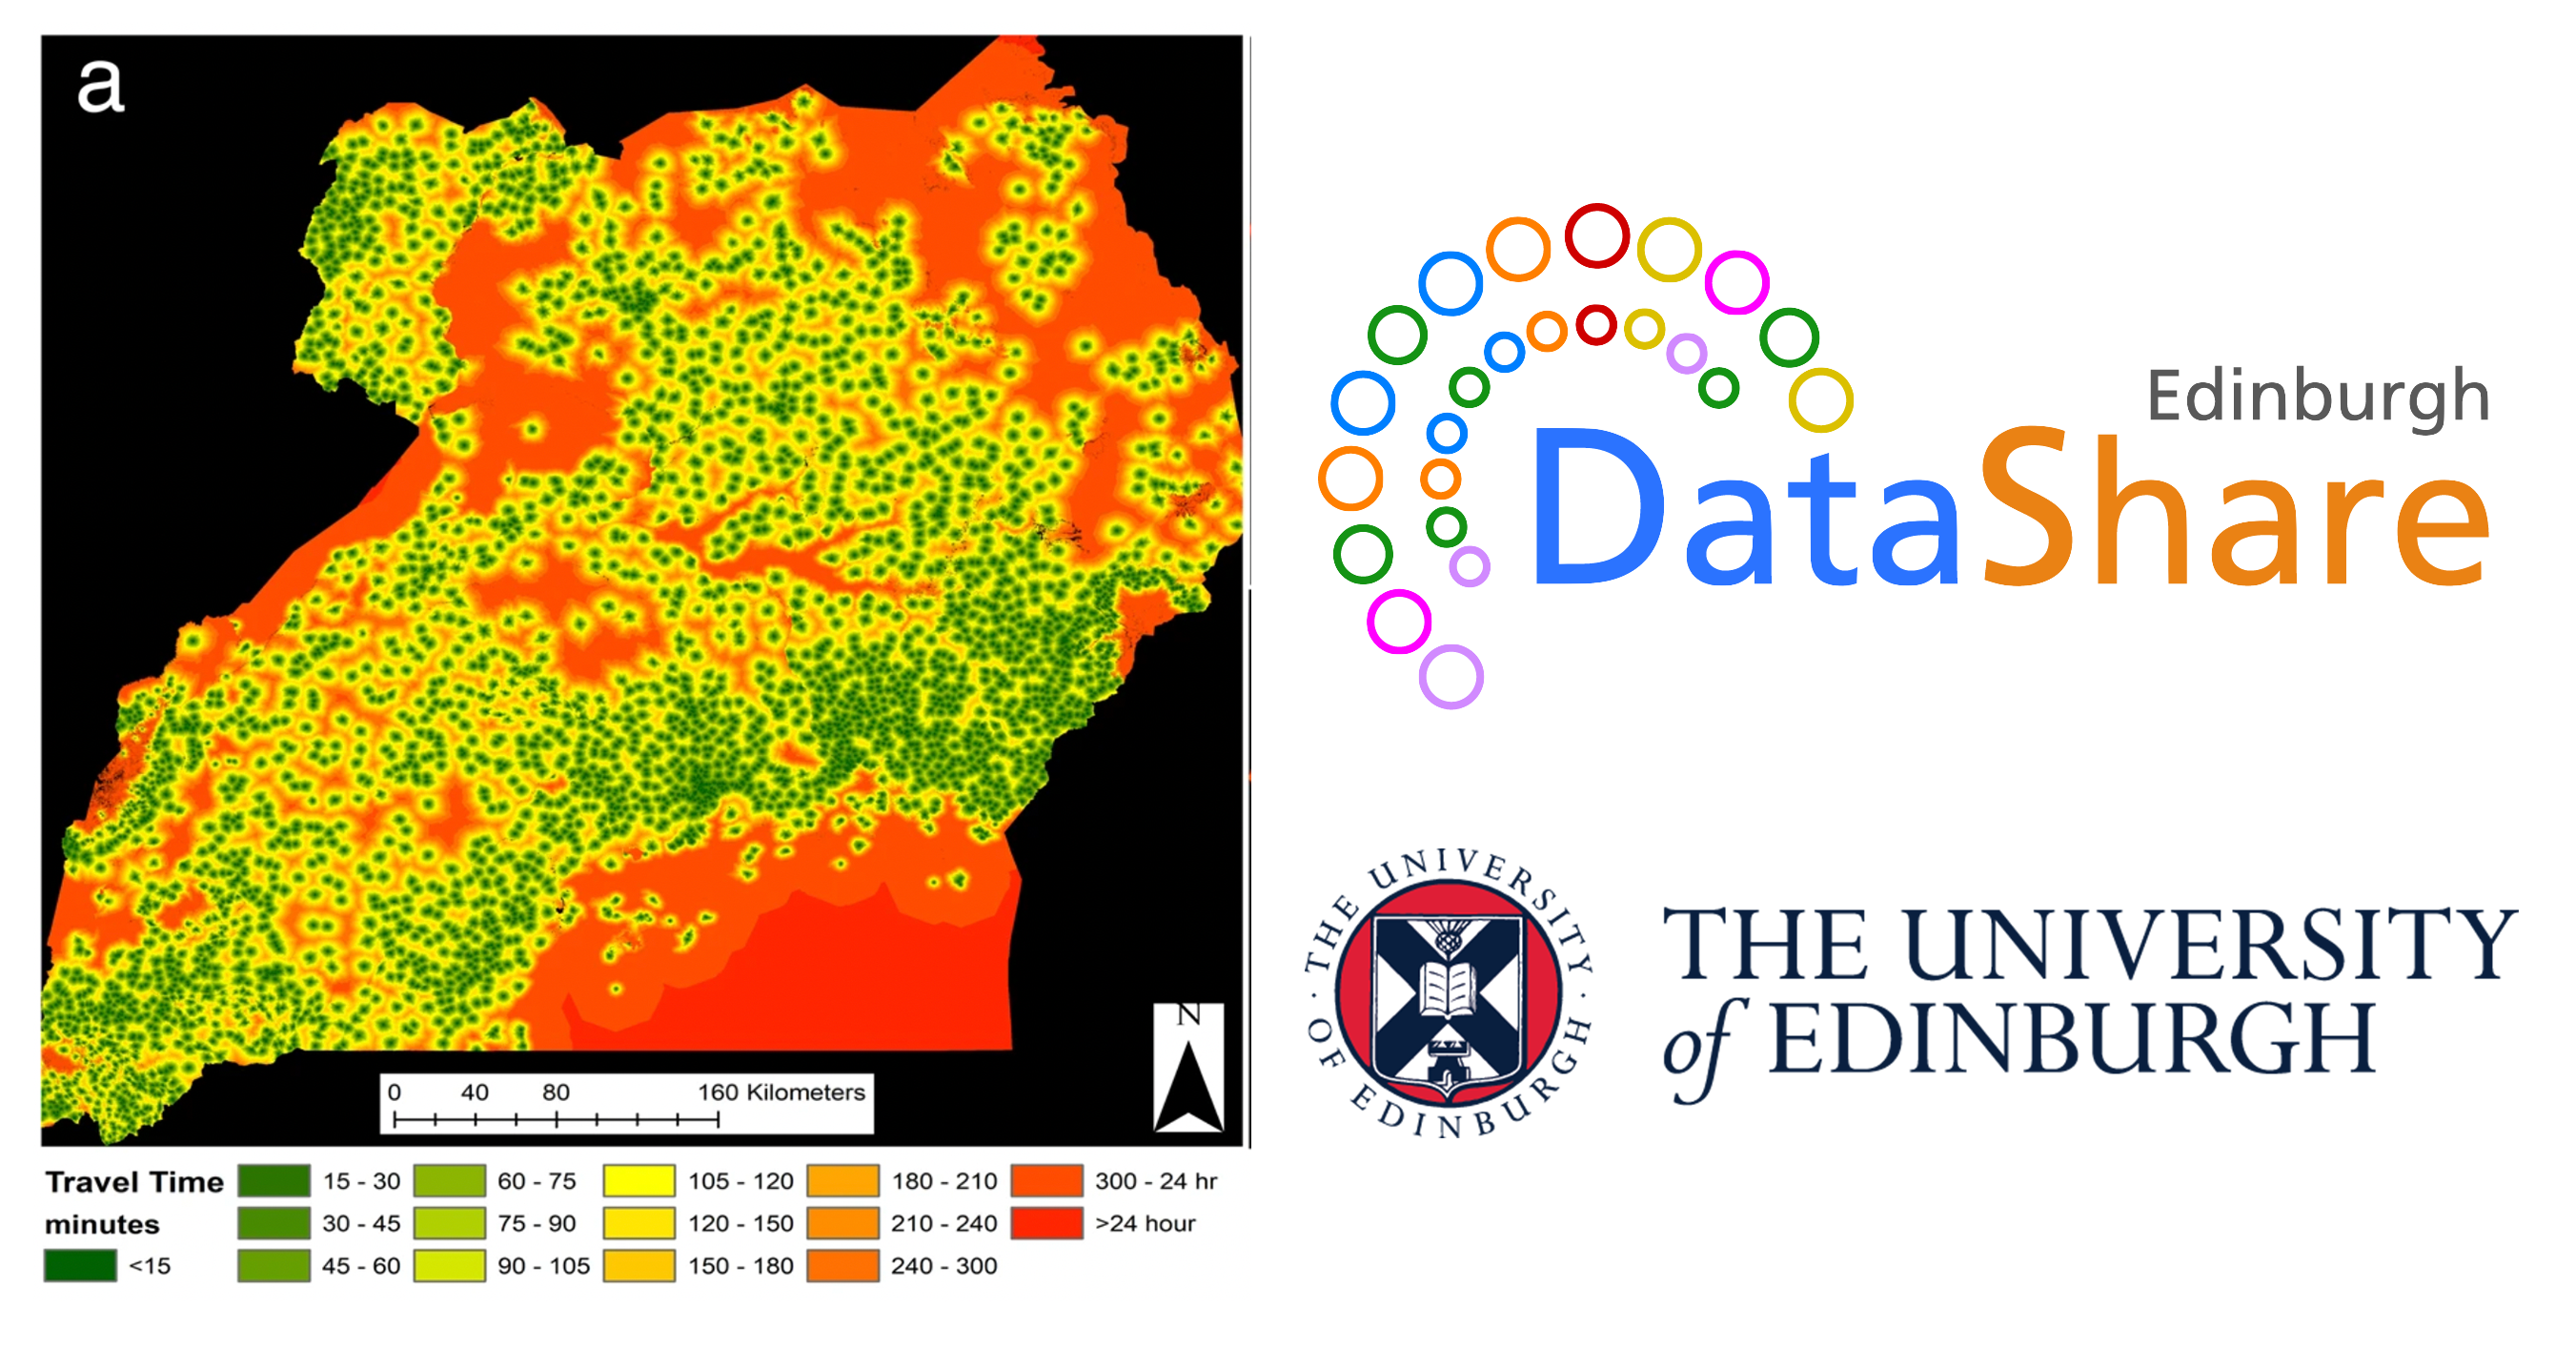 a
N
0 40 80 160 Kilometers
Travel Time
minutes
<15
15 - 30
30 - 45
45 - 60
60 - 75
75 - 90
90 - 105
105 - 120
120 - 150
150 - 180
180 - 210
210 - 240
240 - 300
300 - 24 hr
>24 hour
Edinburgh
DataShare
THE UNIVERSITY
· OF EDINBURGH ·
THE UNIVERSITY
of EDINBURGH